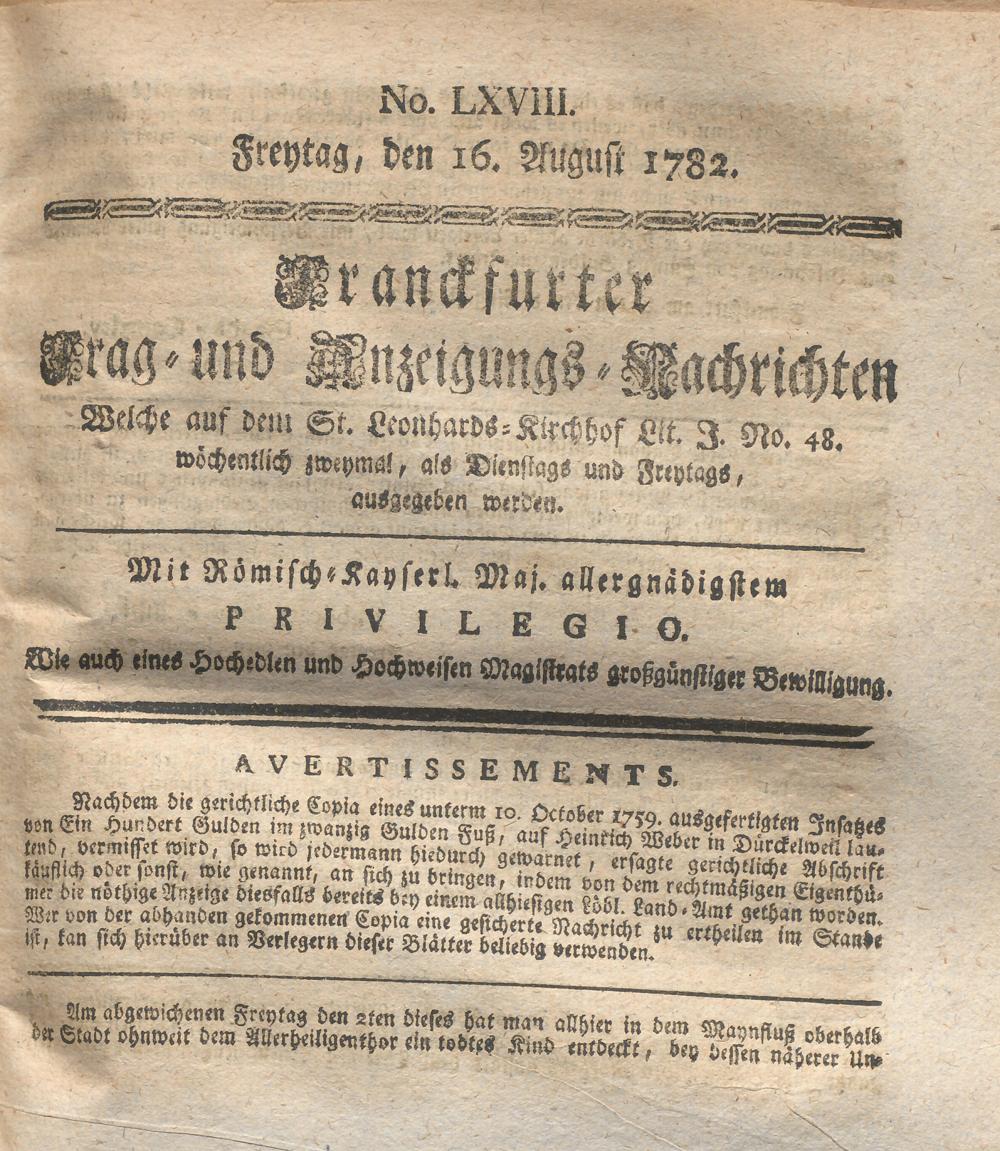 No. LXVIII.
Freytag, den 16. August 1782.
Franckfurter
Frag- und Anzeigungs-Nachrichten
Welche auf dem St. Leonhards-Kirchhof Lit. J. No. 48.
wöchentlich zweymal, als Dienstags und Freytags,
ausgegeben werden.
Mit Römisch-Kayserl. Maj. allergnädigstem
PRIVILEGIO.
Wie auch eines Hochedlen und Hochweisen Magistrats großgünstiger Bewilligung.
AVERTISSEMENTS.
Nachdem die gerichtliche Copia eines unterm 10. October 1759. ausgefertigten Insatzes
von Ein Hundert Gulden im zwanzig Gulden Fuß, auf Heinrich Weber in Dürckelweil lau-
tend, vermisset wird, so wird jedermann hiedurch gewarnet, ersagte gerichtliche Abschrift
käuflich oder sonst, wie genannt, an sich zu bringen, indem von dem rechtmäßigen Eigenthü-
mer die nöthige Anzeige diesfalls bereits bey einem allhiesigen Löbl. Land-Amt gethan worden.
Wer von der abhanden gekommenen Copia eine gesicherte Nachricht zu ertheilen im Stande
ist, kan sich hierüber an Verlegern dieser Blätter beliebig verwenden.
Am abgewichenen Freytag den 2ten dieses hat man allhier in dem Maynfluß oberhalb
der Stadt ohnweit dem Allerheiligenthor ein todtes Kind entdeckt, bey dessen näherer Un-